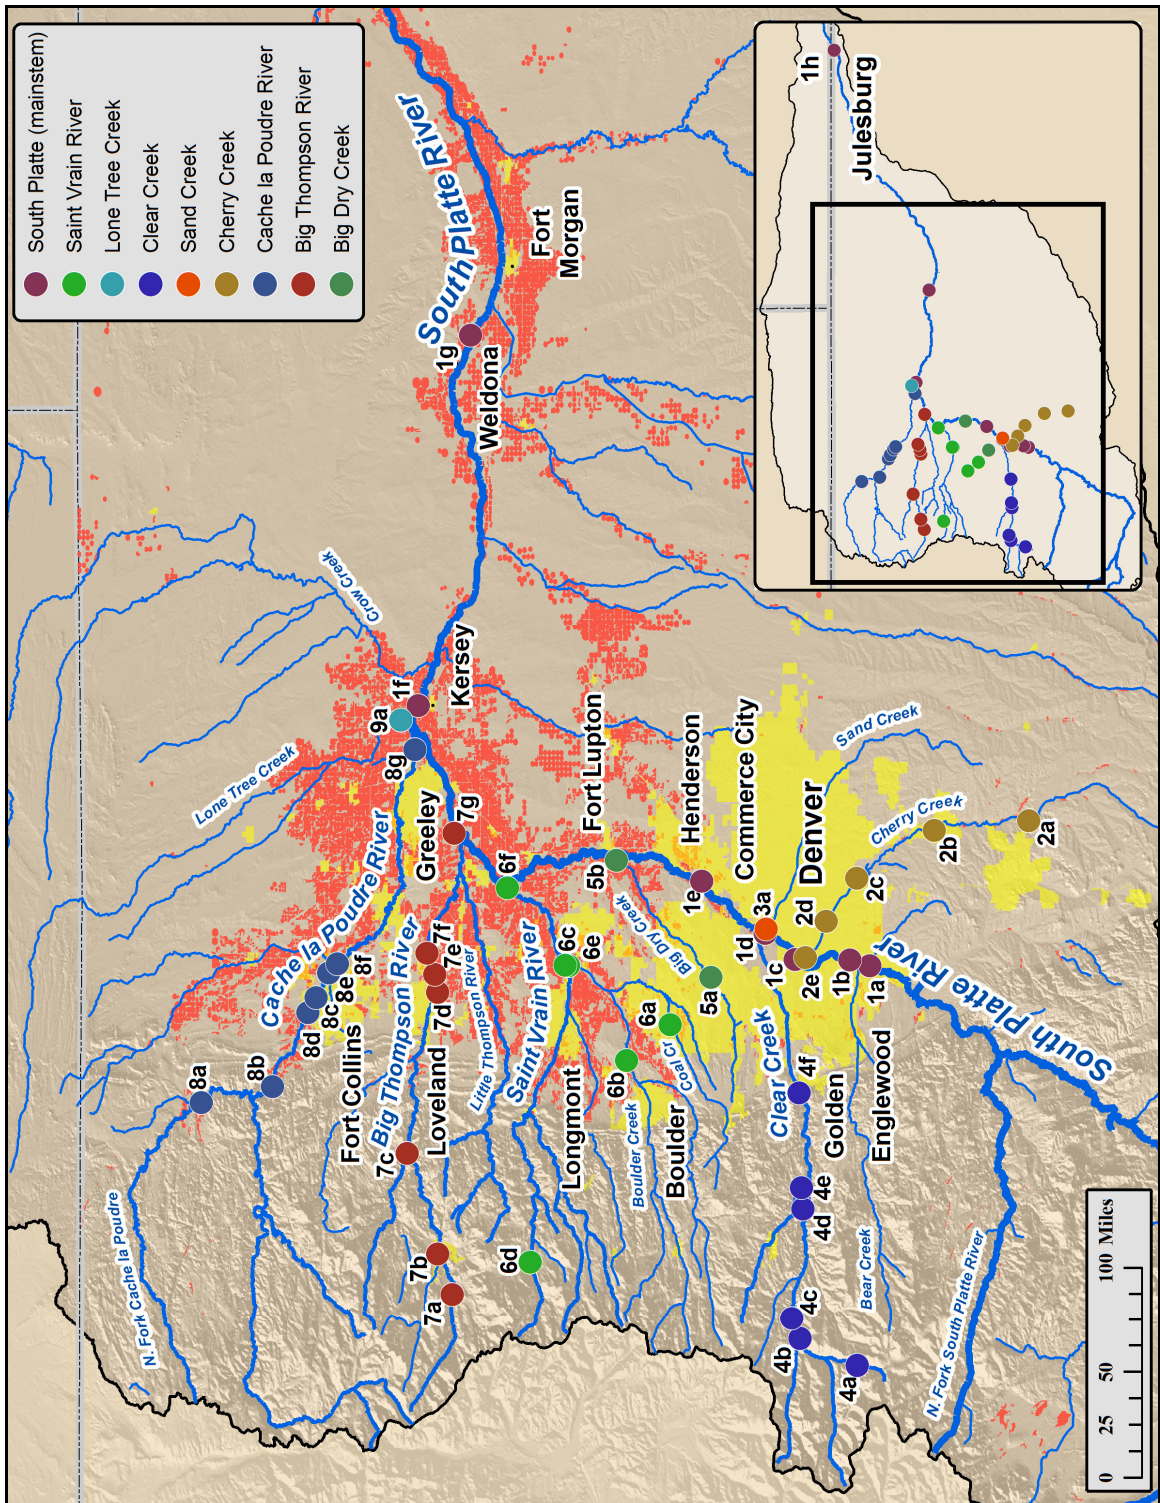 South Platte (mainstem)
Saint Vrain River
Lone Tree Creek
Clear Creek
Sand Creek
Cherry Creek
Cache la Poudre River
Big Thompson River
Big Dry Creek
1h
Julesburg
South Platte River
Fort
Morgan
1g
Weldona
Crow Creek
Kersey
1f
9a
8g
Lone Tree Creek
Greeley
7g
Cache la Poudre River
6f
Fort Lupton
5b
Henderson
1e
Commerce City
Sand Creek
Denver
Cherry Creek
2a
2b
2c
2d
3a
1d
1c
2e
1b
1a
South Platte River
Big Dry Creek
5a
6c
6e
6a
6b
Coal Cr
Saint Vrain River
Little Thompson River
7f
7e
7d
Big Thompson River
Loveland
7c
8f
8e
8c
8d
Fort Collins
8b
8a
N. Fork Cache la Poudre
Longmont
Boulder Creek
Boulder
Clear Creek
4f
Golden
Englewood
4e
4d
4c
4b
4a
Bear Creek
N. Fork South Platte River
7b
7a
6d
0 25 50 100 Miles